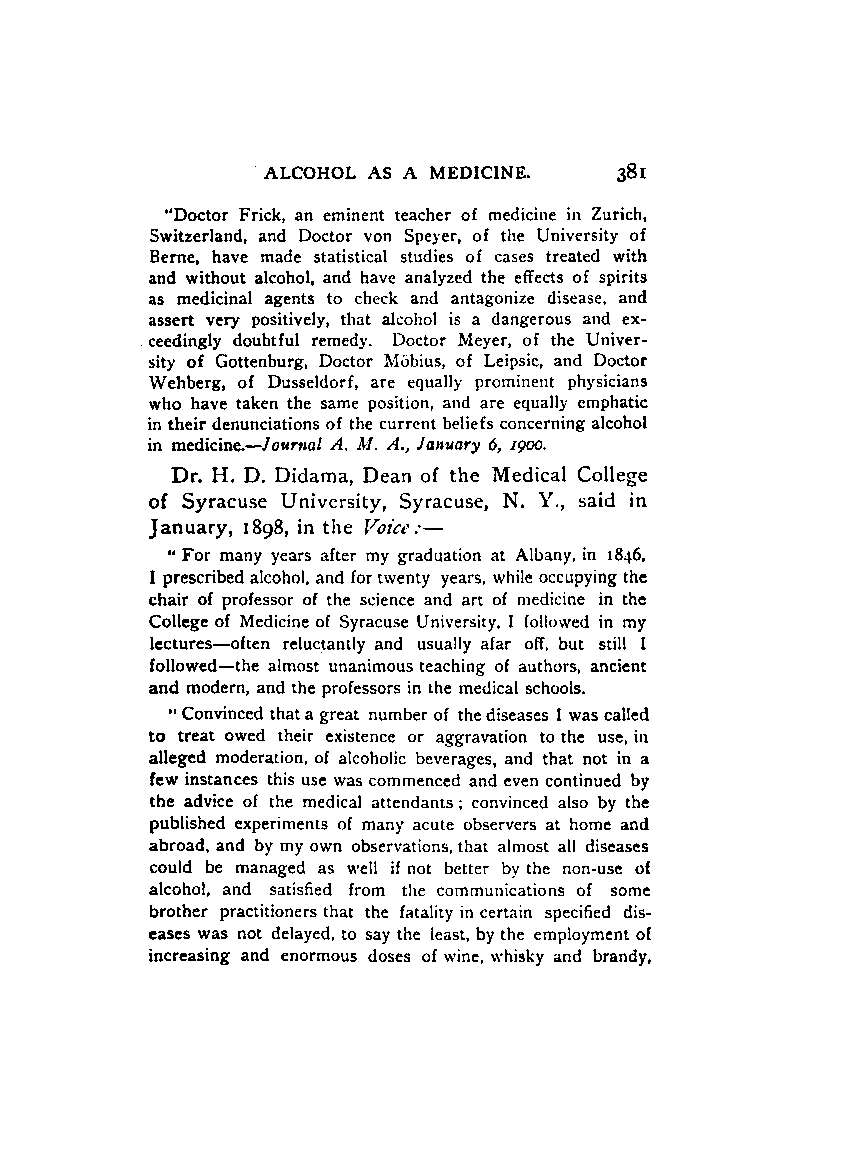 ALCOHOL AS A MEDICINE. 381
"Doctor Frick, an eminent teacher of medicine in Zurich,
Switzerland, and Doctor von Speyer, of the University of
Berne, have made statistical studies of cases treated with
and without alcohol, and have analyzed the effects of spirits
as medicinal agents to check and antagonize disease, and
assert very positively, that alcohol is a dangerous and ex-
ceedingly doubtful remedy. Doctor Meyer, of the Univer-
sity of Gottenburg, Doctor Möbius, of Leipsic, and Doctor
Wehberg, of Dusseldorf, are equally prominent physicians
who have taken the same position, and are equally emphatic
in their denunciations of the current beliefs concerning alcohol
in medicine.—Journal A. M. A., January 6, 1900.
Dr. H. D. Didama, Dean of the Medical College
of Syracuse University, Syracuse, N. Y., said in
January, 1898, in the Voice:—
" For many years after my graduation at Albany, in 1846,
I prescribed alcohol, and for twenty years, while occupying the
chair of professor of the science and art of medicine in the
College of Medicine of Syracuse University, I followed in my
lectures—often reluctantly and usually afar off, but still I
followed—the almost unanimous teaching of authors, ancient
and modern, and the professors in the medical schools.
" Convinced that a great number of the diseases I was called
to treat owed their existence or aggravation to the use, in
alleged moderation, of alcoholic beverages, and that not in a
few instances this use was commenced and even continued by
the advice of the medical attendants; convinced also by the
published experiments of many acute observers at home and
abroad, and by my own observations, that almost all diseases
could be managed as well if not better by the non-use of
alcohol, and satisfied from the communications of some
brother practitioners that the fatality in certain specified dis-
eases was not delayed, to say the least, by the employment of
increasing and enormous doses of wine, whisky and brandy,